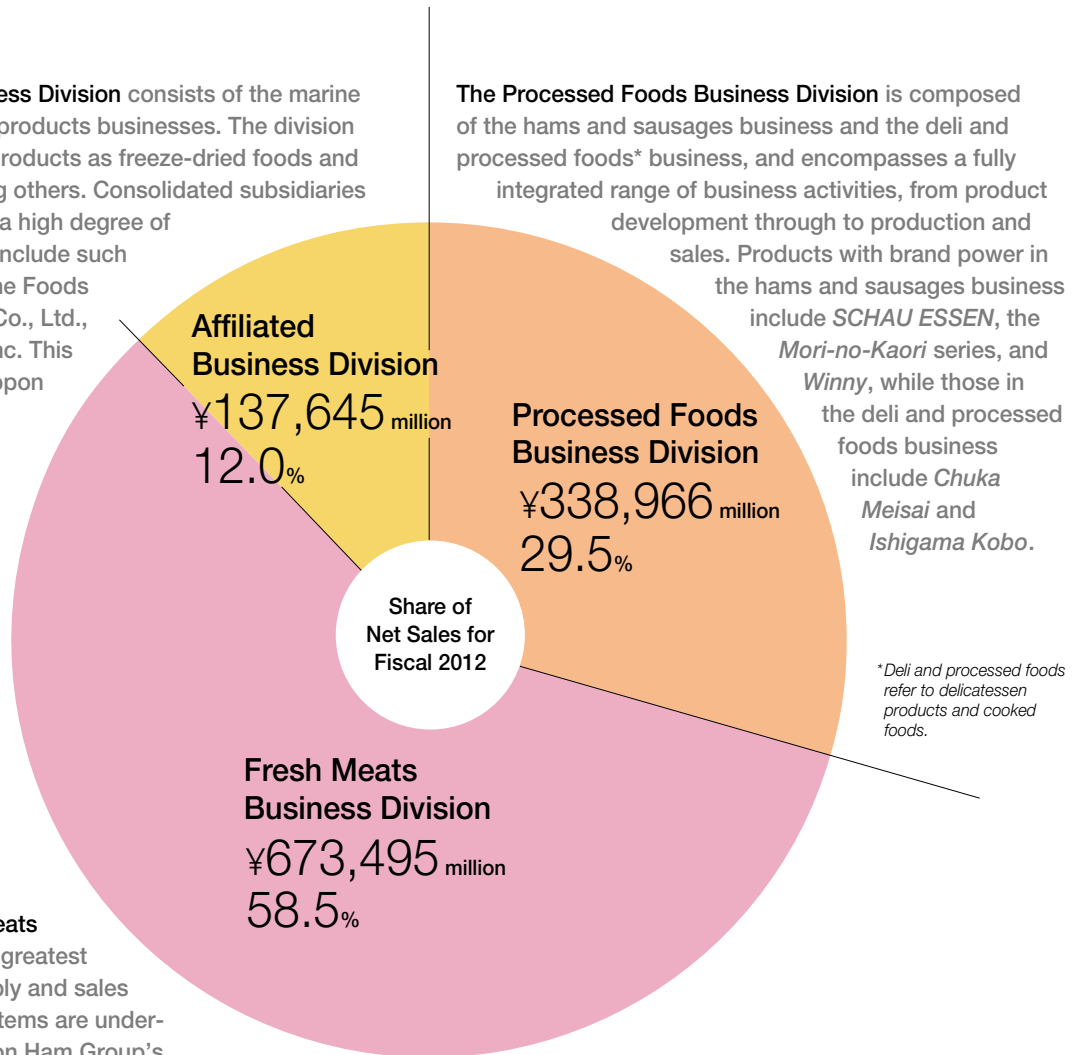 ess Division consists of the marine
products businesses. The division
roducts as freeze-dried foods and
g others. Consolidated subsidiaries
a high degree of
nclude such
ne Foods
Co., Ltd.,
nc. This
ppon
The Processed Foods Business Division is composed
of the hams and sausages business and the deli and
processed foods* business, and encompasses a fully
integrated range of business activities, from product
development through to production and
sales. Products with brand power in
the hams and sausages business
include SCHAU ESSEN, the
Mori-no-Kaori series, and
Winny, while those in
the deli and processed
foods business
include Chuka
Meisai and
Ishigama Kobo.
Affiliated
Business Division
¥137,645 million
12.0%
Processed Foods
Business Division
¥338,966 million
29.5%
Share of
Net Sales for
Fiscal 2012
*Deli and processed foods
refer to delicatessen
products and cooked
foods.
Fresh Meats
Business Division
¥673,495 million
58.5%
eats
greatest
ply and sales
tems are under-
on Ham Group's